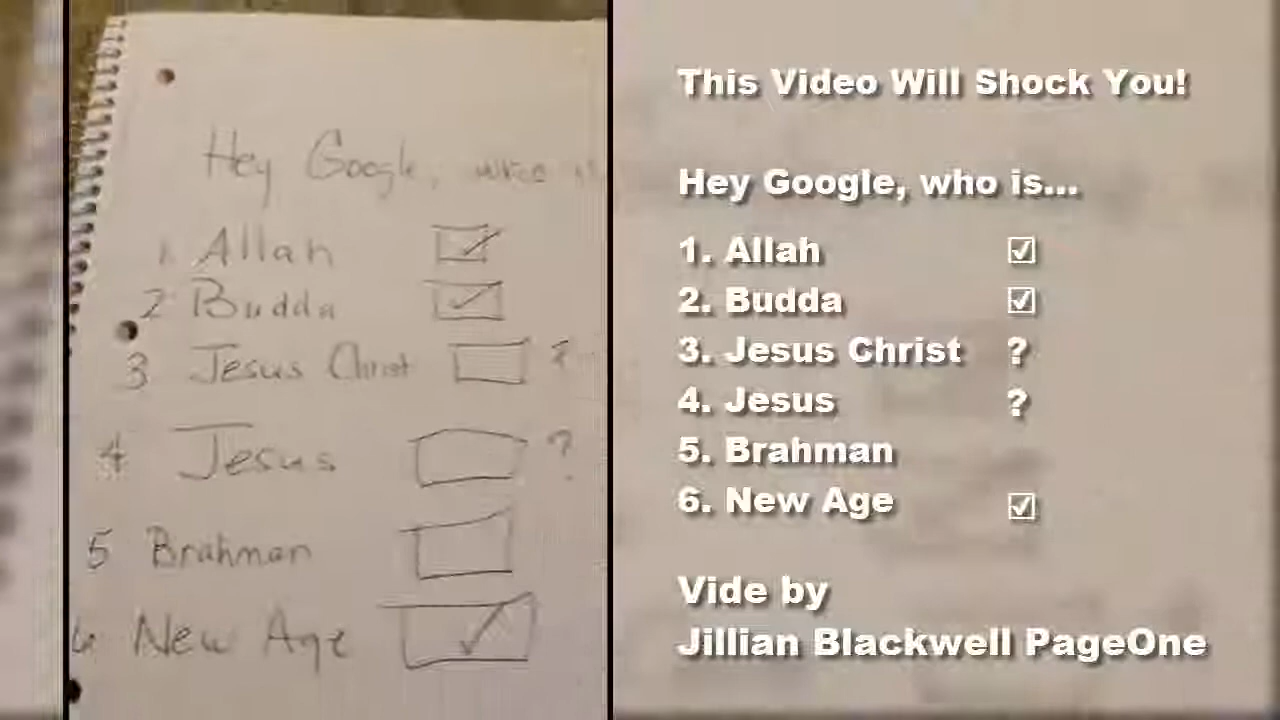 Hey Google, who is
1 Allah ☑
2 Budda ☑
3 Jesus Christ ☐ ?
4 Jesus ☐ ?
5 Brahman ☐
6 New Age ☑
This Video Will Shock You!
Hey Google, who is...
1. Allah ☑
2. Budda ☑
3. Jesus Christ ?
4. Jesus ?
5. Brahman
6. New Age ☑
Vide by
Jillian Blackwell PageOne